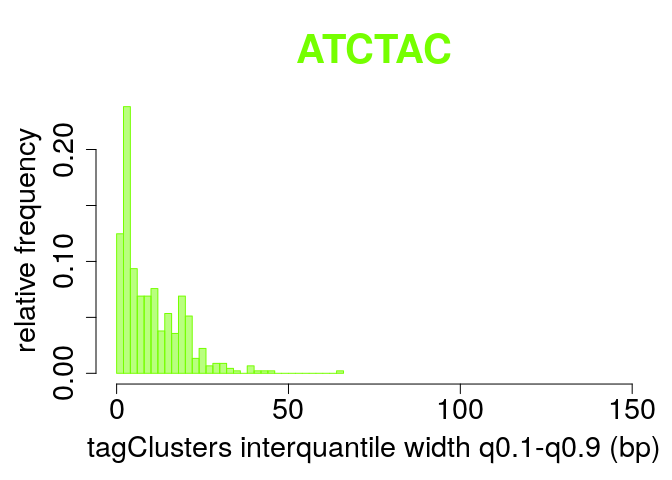 ATCTAC
relative frequency
0.20
0.10
0.00
0 50 100 150
tagClusters interquantile width q0.1-q0.9 (bp)